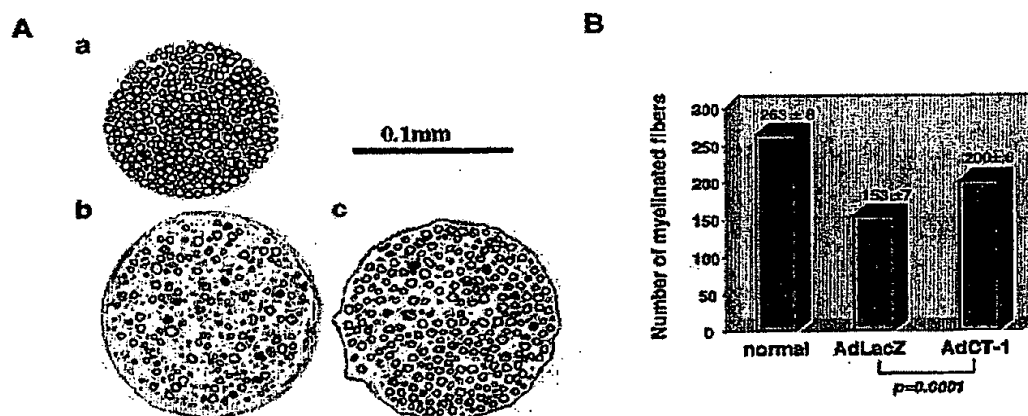 A
a
0.1mm
b
c
B
Number of myelinated fibers
300
250
200
150
100
50
0
263 ± 8
153 ±7
200± 6
normal AdLacZ AdCT-1
p=0.0001